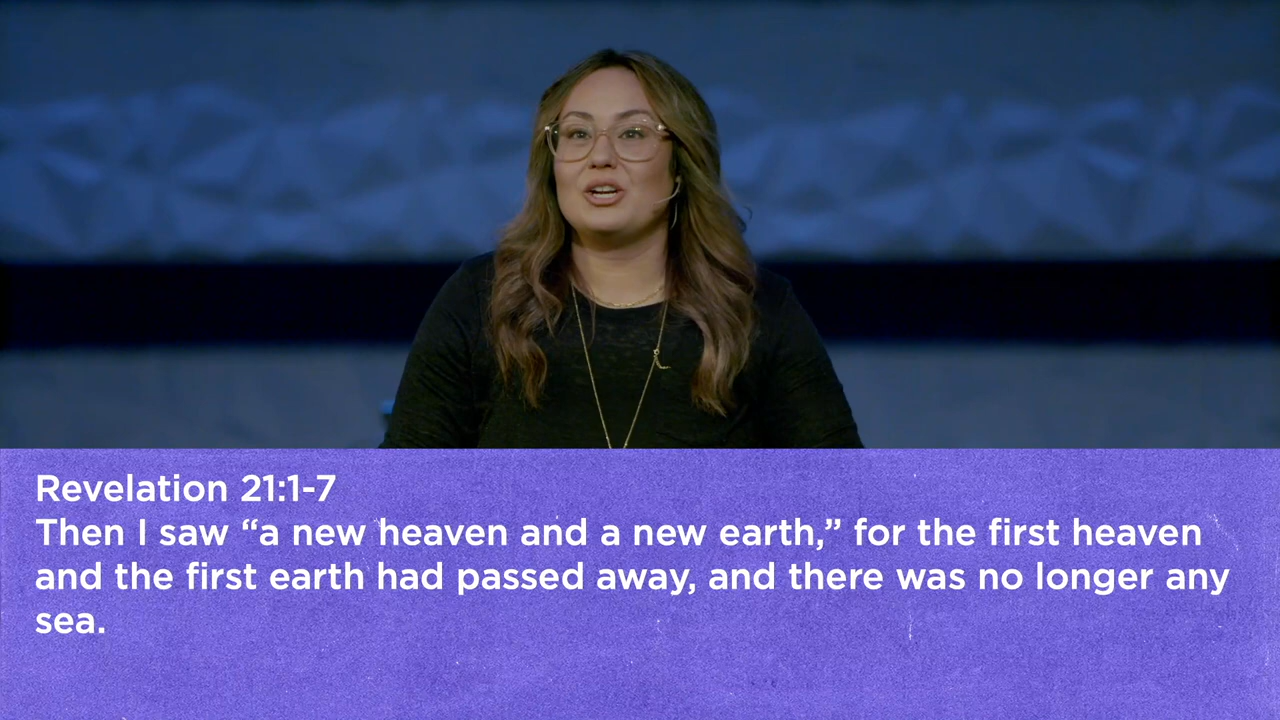 Revelation 21:1-7
Then I saw “a new heaven and a new earth,” for the first heaven
and the first earth had passed away, and there was no longer any
sea.